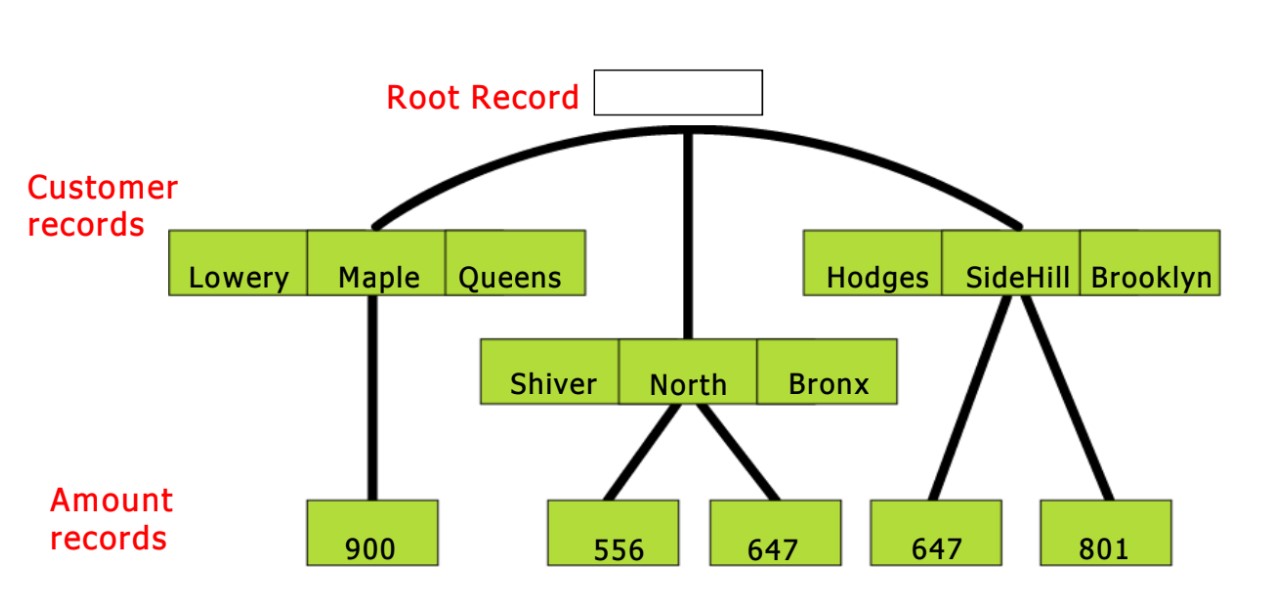 Root Record
Customer
records
Lowery Maple Queens
Hodges SideHill Brooklyn
Shiver North Bronx
Amount
records
900
556
647
647
801